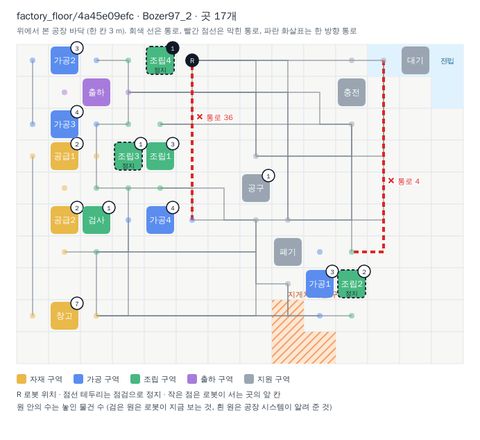 factory_floor/4a45e09efc · Bozer97_2 · 곳 17개
위에서 본 공장 바닥 (한 칸 3 m). 회색 선은 통로, 빨간 점선은 막힌 통로, 파란 화살표는 한 방향 통로
가공2 3
조립4 1
정지
R
대기
전립
출하
충전
통로 36
가공3 4
공급1 2
조립3 1
정지
조립1 3
통로 4
공구 1
공급2 2
검사 1
가공4 4
폐기
가공1 3
조립2 2
정지
지게차
창고 7
자재 구역
가공 구역
조립 구역
출하 구역
지원 구역
R 로봇 위치 · 점선 테두리는 점검으로 정지 · 작은 점은 로봇이 서는 곳의 앞 칸
원 안의 수는 놓인 물건 수 (검은 원은 로봇이 지금 보는 것, 흰 원은 공장 시스템이 알려 준 것)